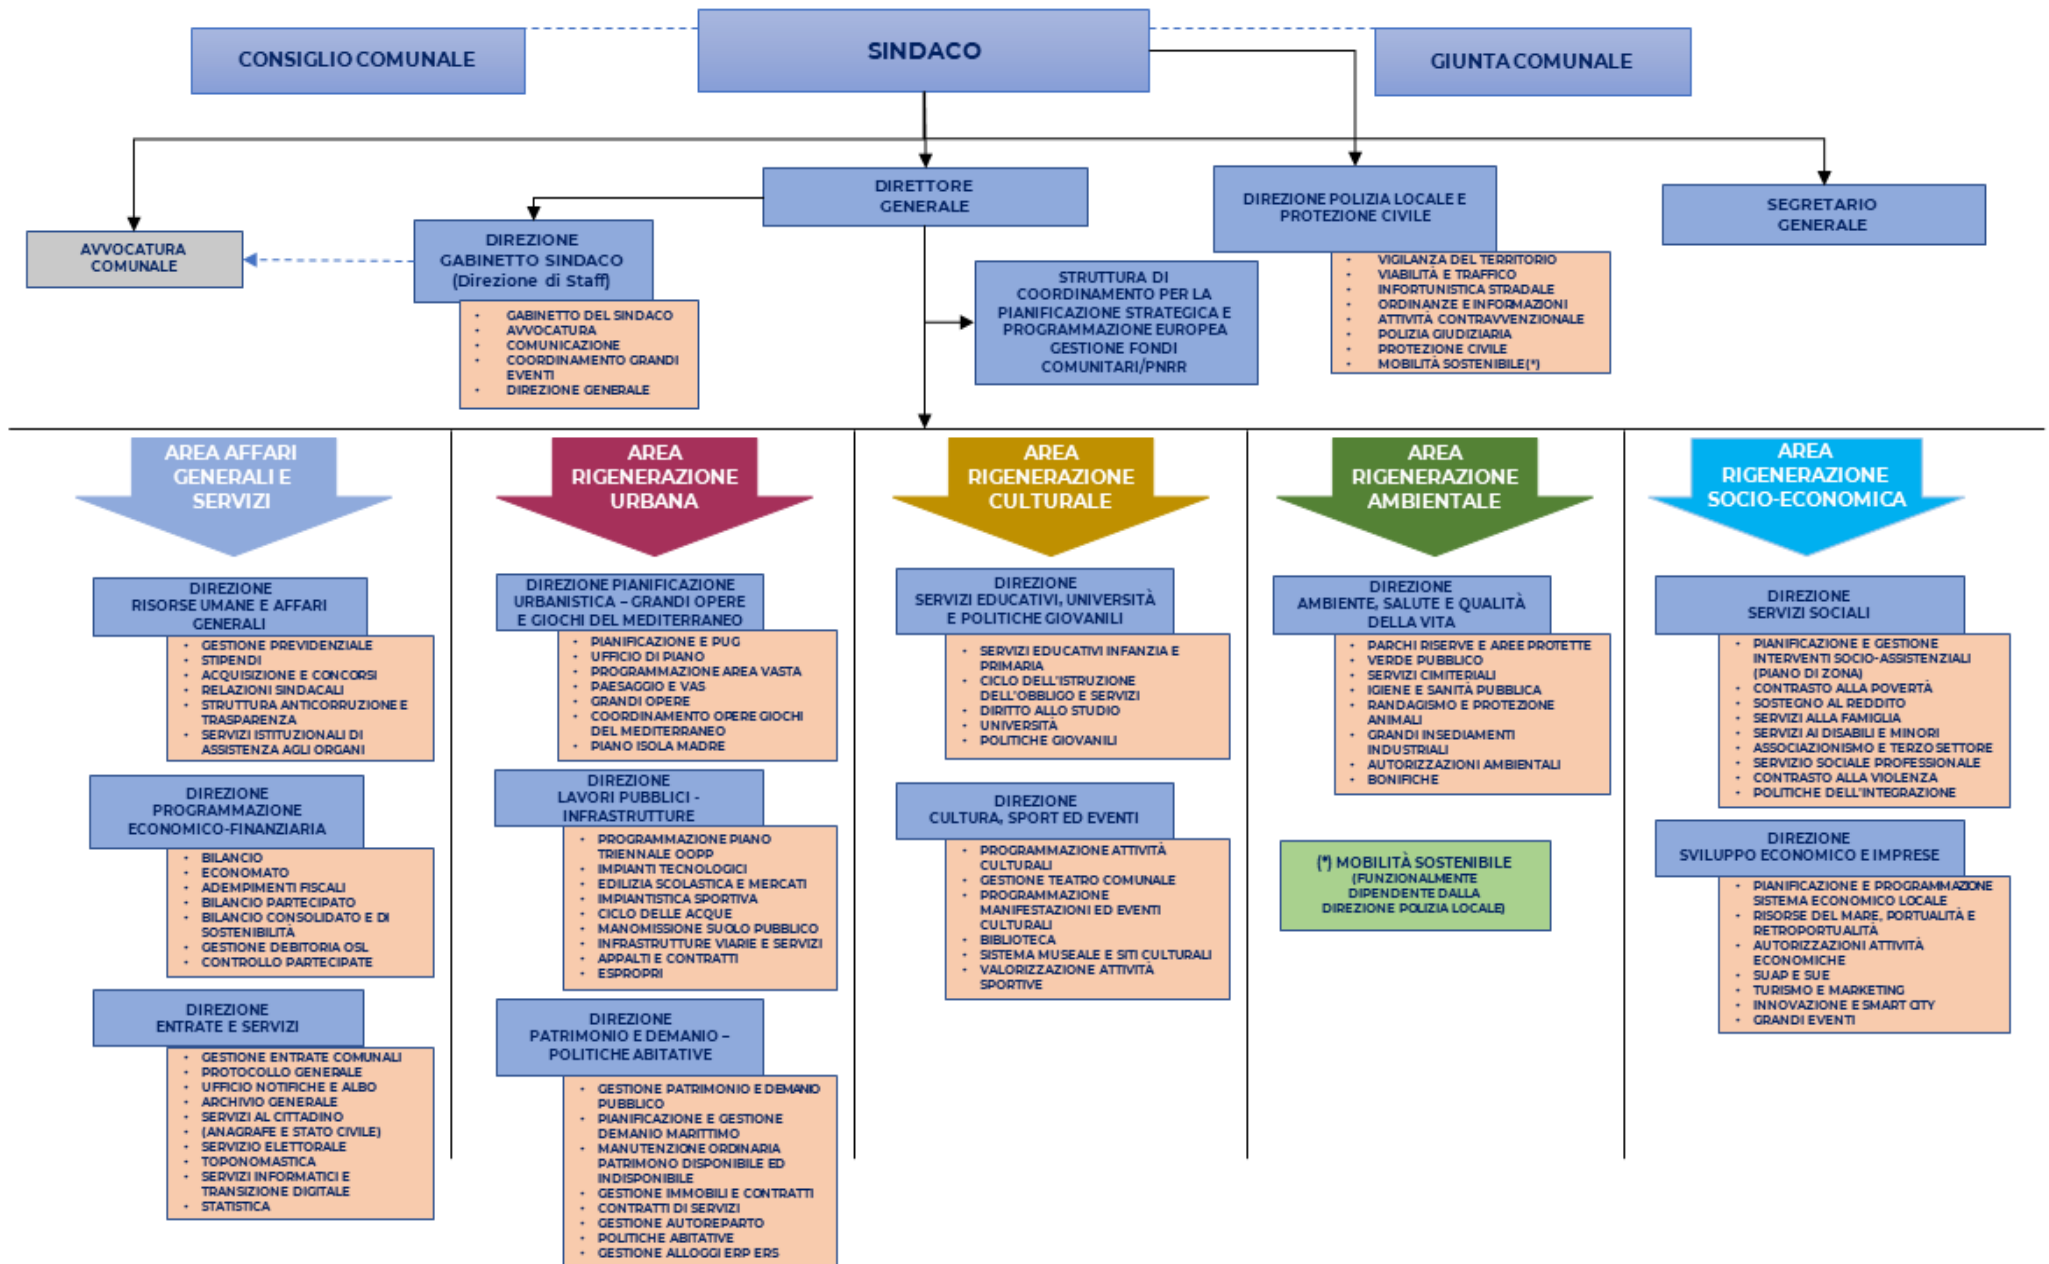 CONSIGLIO COMUNALE
SINDACO
GIUNTA COMUNALE
AVVOCATURA
COMUNALE
DIREZIONE
GABINETTO SINDACO
(Direzione di Staff)
• GABINETTO DEL SINDACO
• AVVOCATURA
• COMUNICAZIONE
• COORDINAMENTO GRANDI
EVENTI
• DIREZIONE GENERALE
DIRETTORE
GENERALE
STRUTTURA DI
COORDINAMENTO PER LA
PIANIFICAZIONE STRATEGICA E
PROGRAMMAZIONE EUROPEA
GESTIONE FONDI
COMUNITARI/PNRR
DIREZIONE POLIZIA LOCALE E
PROTEZIONE CIVILE
• VIGILANZA DEL TERRITORIO
• VIABILITÀ E TRAFFICO
• INFORTUNISTICA STRADALE
• ORDINANZE E INFORMAZIONI
• ATTIVITÀ CONTRAVVENZIONALE
• POLIZIA GIUDIZIARIA
• PROTEZIONE CIVILE
• MOBILITÀ SOSTENIBILE(*)
SEGRETARIO
GENERALE
AREA AFFARI
GENERALI E
SERVIZI
DIREZIONE
RISORSE UMANE E AFFARI
GENERALI
• GESTIONE PREVIDENZIALE
• STIPENDI
• ACQUISIZIONE E CONCORSI
• RELAZIONI SINDACALI
• STRUTTURA ANTICORRUZIONE E
TRASPARENZA
• SERVIZI ISTITUZIONALI DI
ASSISTENZA AGLI ORGANI
DIREZIONE
PROGRAMMAZIONE
ECONOMICO-FINANZIARIA
• BILANCIO
• ECONOMATO
• ADEMPIMENTI FISCALI
• BILANCIO PARTECIPATO
• BILANCIO CONSOLIDATO E DI
SOSTENIBILITÀ
• GESTIONE DEBITORIA OSL
• CONTROLLO PARTECIPATE
DIREZIONE
ENTRATE E SERVIZI
• GESTIONE ENTRATE COMUNALI
• PROTOCOLLO GENERALE
• UFFICIO NOTIFICHE E ALBO
• ARCHIVIO GENERALE
• SERVIZI AL CITTADINO
• (ANAGRAFE E STATO CIVILE)
• SERVIZIO ELETTORALE
• TOPONOMASTICA
• SERVIZI INFORMATICI E
TRANSIZIONE DIGITALE
• STATISTICA
AREA
RIGENERAZIONE
URBANA
DIREZIONE PIANIFICAZIONE
URBANISTICA – GRANDI OPERE
E GIOCHI DEL MEDITERRANEO
• PIANIFICAZIONE E PUG
• UFFICIO DI PIANO
• PROGRAMMAZIONE AREA VASTA
• PAESAGGIO E VAS
• GRANDI OPERE
• COORDINAMENTO OPERE GIOCHI
DEL MEDITERRANEO
• PIANO ISOLA MADRE
DIREZIONE
LAVORI PUBBLICI -
INFRASTRUTTURE
• PROGRAMMAZIONE PIANO
TRIENNALE OOPP
• IMPIANTI TECNOLOGICI
• EDILIZIA SCOLASTICA E MERCATI
• IMPIANTISTICA SPORTIVA
• CICLO DELLE ACQUE
• MANOMISSIONE SUOLO PUBBLICO
• INFRASTRUTTURE VIARIE E SERVIZI
• APPALTI E CONTRATTI
• ESPROPRI
DIREZIONE
PATRIMONIO E DEMANIO –
POLITICHE ABITATIVE
• GESTIONE PATRIMONIO E DEMANIO
PUBBLICO
• PIANIFICAZIONE E GESTIONE
DEMANIO MARITTIMO
• MANUTENZIONE ORDINARIA
PATRIMONO DISPONIBILE ED
INDISPONIBILE
• GESTIONE IMMOBILI E CONTRATTI
• CONTRATTI DI SERVIZI
• GESTIONE AUTOREPARTO
• POLITICHE ABITATIVE
• GESTIONE ALLOGGI ERP ERS
AREA
RIGENERAZIONE
CULTURALE
DIREZIONE
SERVIZI EDUCATIVI, UNIVERSITÀ
E POLITICHE GIOVANILI
• SERVIZI EDUCATIVI INFANZIA E
PRIMARIA
• CICLO DELL'ISTRUZIONE
DELL'OBBLIGO E SERVIZI
• DIRITTO ALLO STUDIO
• UNIVERSITÀ
• POLITICHE GIOVANILI
DIREZIONE
CULTURA, SPORT ED EVENTI
• PROGRAMMAZIONE ATTIVITÀ
CULTURALI
• GESTIONE TEATRO COMUNALE
• PROGRAMMAZIONE
MANIFESTAZIONI ED EVENTI
CULTURALI
• BIBLIOTECA
• SISTEMA MUSEALE E SITI CULTURALI
• VALORIZZAZIONE ATTIVITÀ
SPORTIVE
AREA
RIGENERAZIONE
AMBIENTALE
DIREZIONE
AMBIENTE, SALUTE E QUALITÀ
DELLA VITA
• PARCHI RISERVE E AREE PROTETTE
• VERDE PUBBLICO
• SERVIZI CIMITERIALI
• IGIENE E SANITÀ PUBBLICA
• RANDAGISMO E PROTEZIONE
ANIMALI
• GRANDI INSEDIAMENTI
INDUSTRIALI
• AUTORIZZAZIONI AMBIENTALI
• BONIFICHE
(*) MOBILITÀ SOSTENIBILE
(FUNZIONALMENTE
DIPENDENTE DALLA
DIREZIONE POLIZIA LOCALE)
AREA
RIGENERAZIONE
SOCIO-ECONOMICA
DIREZIONE
SERVIZI SOCIALI
• PIANIFICAZIONE E GESTIONE
INTERVENTI SOCIO-ASSISTENZIALI
(PIANO DI ZONA)
• CONTRASTO ALLA POVERTÀ
• SOSTEGNO AL REDDITO
• SERVIZI ALLA FAMIGLIA
• SERVIZI AI DISABILI E MINORI
• ASSOCIAZIONISMO E TERZO SETTORE
• SERVIZIO SOCIALE PROFESSIONALE
• CONTRASTO ALLA VIOLENZA
• POLITICHE DELL'INTEGRAZIONE
DIREZIONE
SVILUPPO ECONOMICO E IMPRESE
• PIANIFICAZIONE E PROGRAMMAZIONE
SISTEMA ECONOMICO LOCALE
• RISORSE DEL MARE, PORTUALITÀ E
RETROPORTUALITÀ
• AUTORIZZAZIONI ATTIVITÀ
ECONOMICHE
• SUAP E SUE
• TURISMO E MARKETING
• INNOVAZIONE E SMART CITY
• GRANDI EVENTI